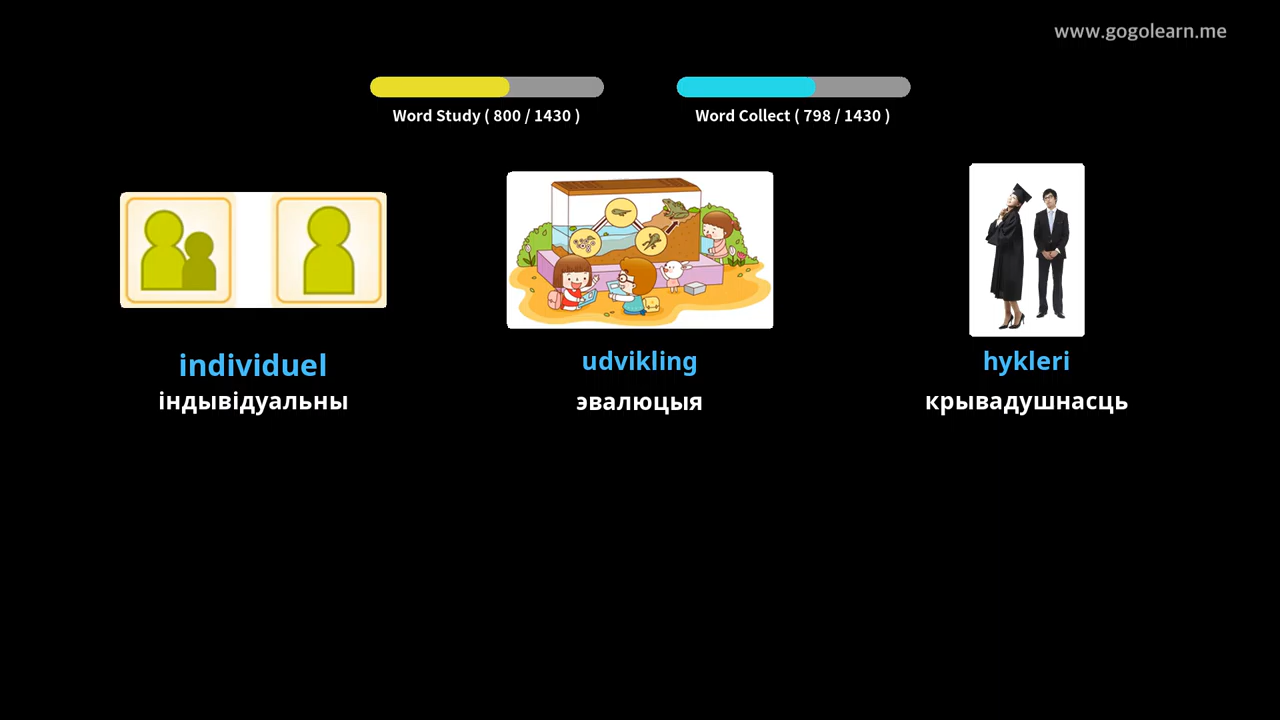 www.gogolearn.me
Word Study ( 800 / 1430 )
Word Collect ( 798 / 1430 )
individuel
індывідуальны
udvikling
эвалюцыя
hykleri
крывадушнасць